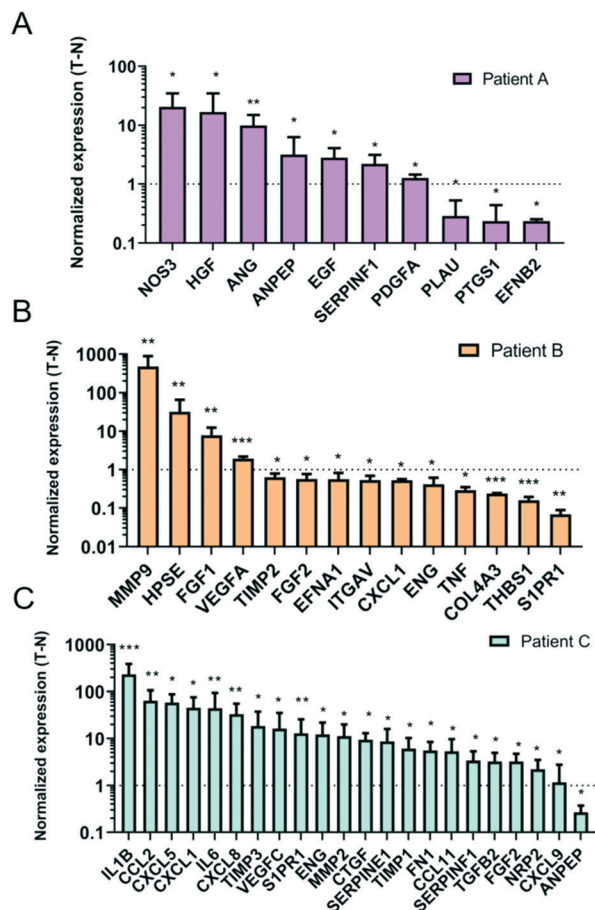 A
Normalized expression (T-N)
100
10
1
0.1
* * ** * * * * * * *
Patient A
NOS3 HGF ANG ANPEP EGF SERPINF1 PDGFA PLAU PTGS1 EFNB2
B
Normalized expression (T-N)
1000
100
10
1
0.1
0.01
** ** ** *** * * * * * * * *** *** **
Patient B
MMP9 HPSE FGF1 VEGFA TIMP2 FGF2 EFNA1 ITGAV CXCL1 ENG TNF COL4A3 THBS1 S1PR1
C
Normalized expression (T-N)
1000
100
10
1
0.1
*** ** * * ** ** * * ** * * * * * * * * * * * * *
Patient C
IL1B CCL2 CXCL5 CXCL1 IL6 CXCL8 TIMP3 VEGFC S1PR1 ENG MMP2 CTGF SERPINE1 TIMP1 FN1 CCL11 SERPINF1 TGFB2 FGF2 NRP2 CXCL9 ANPEP